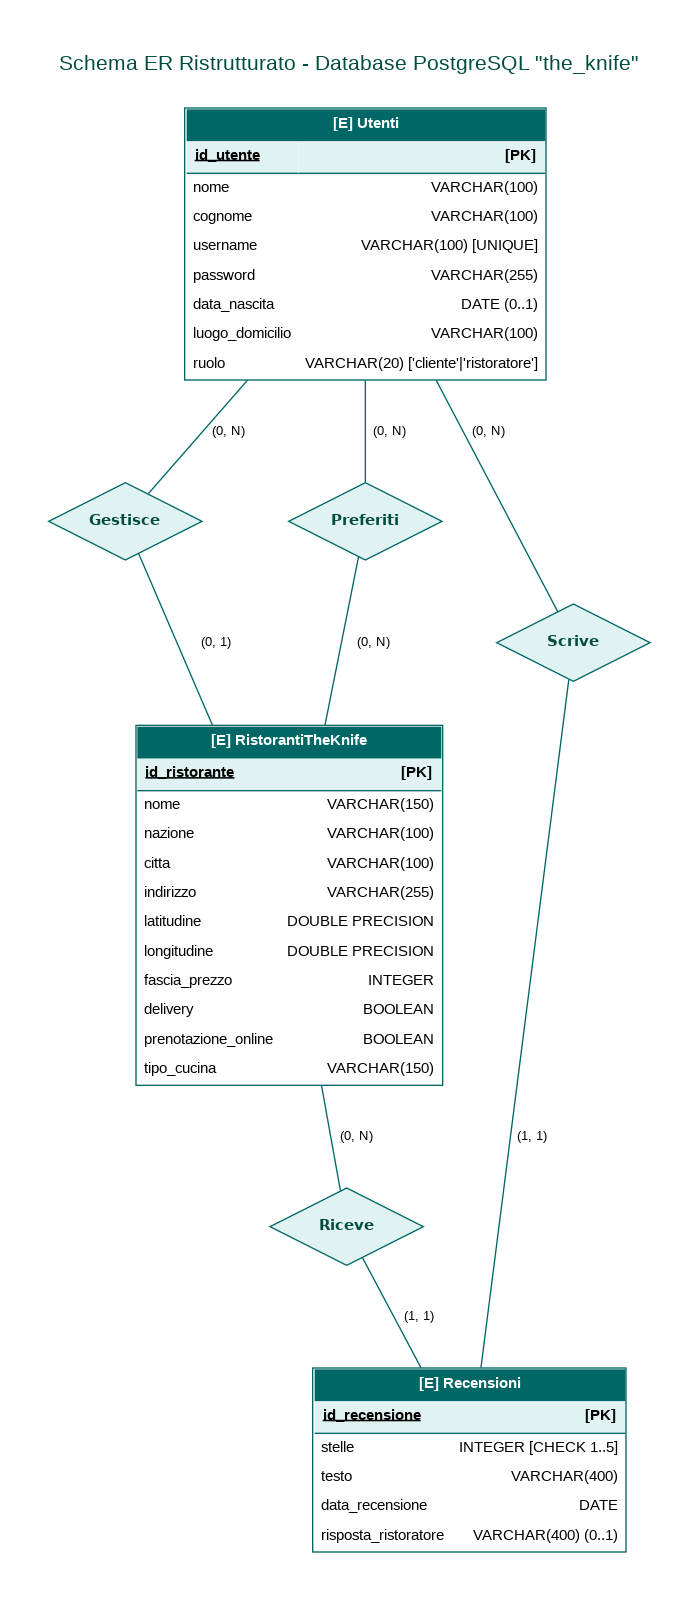 Schema ER Ristrutturato - Database PostgreSQL "the_knife"
[E] Utenti
id_utente [PK]
nome VARCHAR(100)
cognome VARCHAR(100)
username VARCHAR(100) [UNIQUE]
password VARCHAR(255)
data_nascita DATE (0..1)
luogo_domicilio VARCHAR(100)
ruolo VARCHAR(20) ['cliente'|'ristoratore']
(0, N) (0, N) (0, N)
Gestisce Preferiti
Scrive
(0, 1) (0, N)
[E] RistorantiTheKnife
id_ristorante [PK]
nome VARCHAR(150)
nazione VARCHAR(100)
citta VARCHAR(100)
indirizzo VARCHAR(255)
latitudine DOUBLE PRECISION
longitudine DOUBLE PRECISION
fascia_prezzo INTEGER
delivery BOOLEAN
prenotazione_online BOOLEAN
tipo_cucina VARCHAR(150)
(0, N) (1, 1)
Riceve
(1, 1)
[E] Recensioni
id_recensione [PK]
stelle INTEGER [CHECK 1..5]
testo VARCHAR(400)
data_recensione DATE
risposta_ristoratore VARCHAR(400) (0..1)